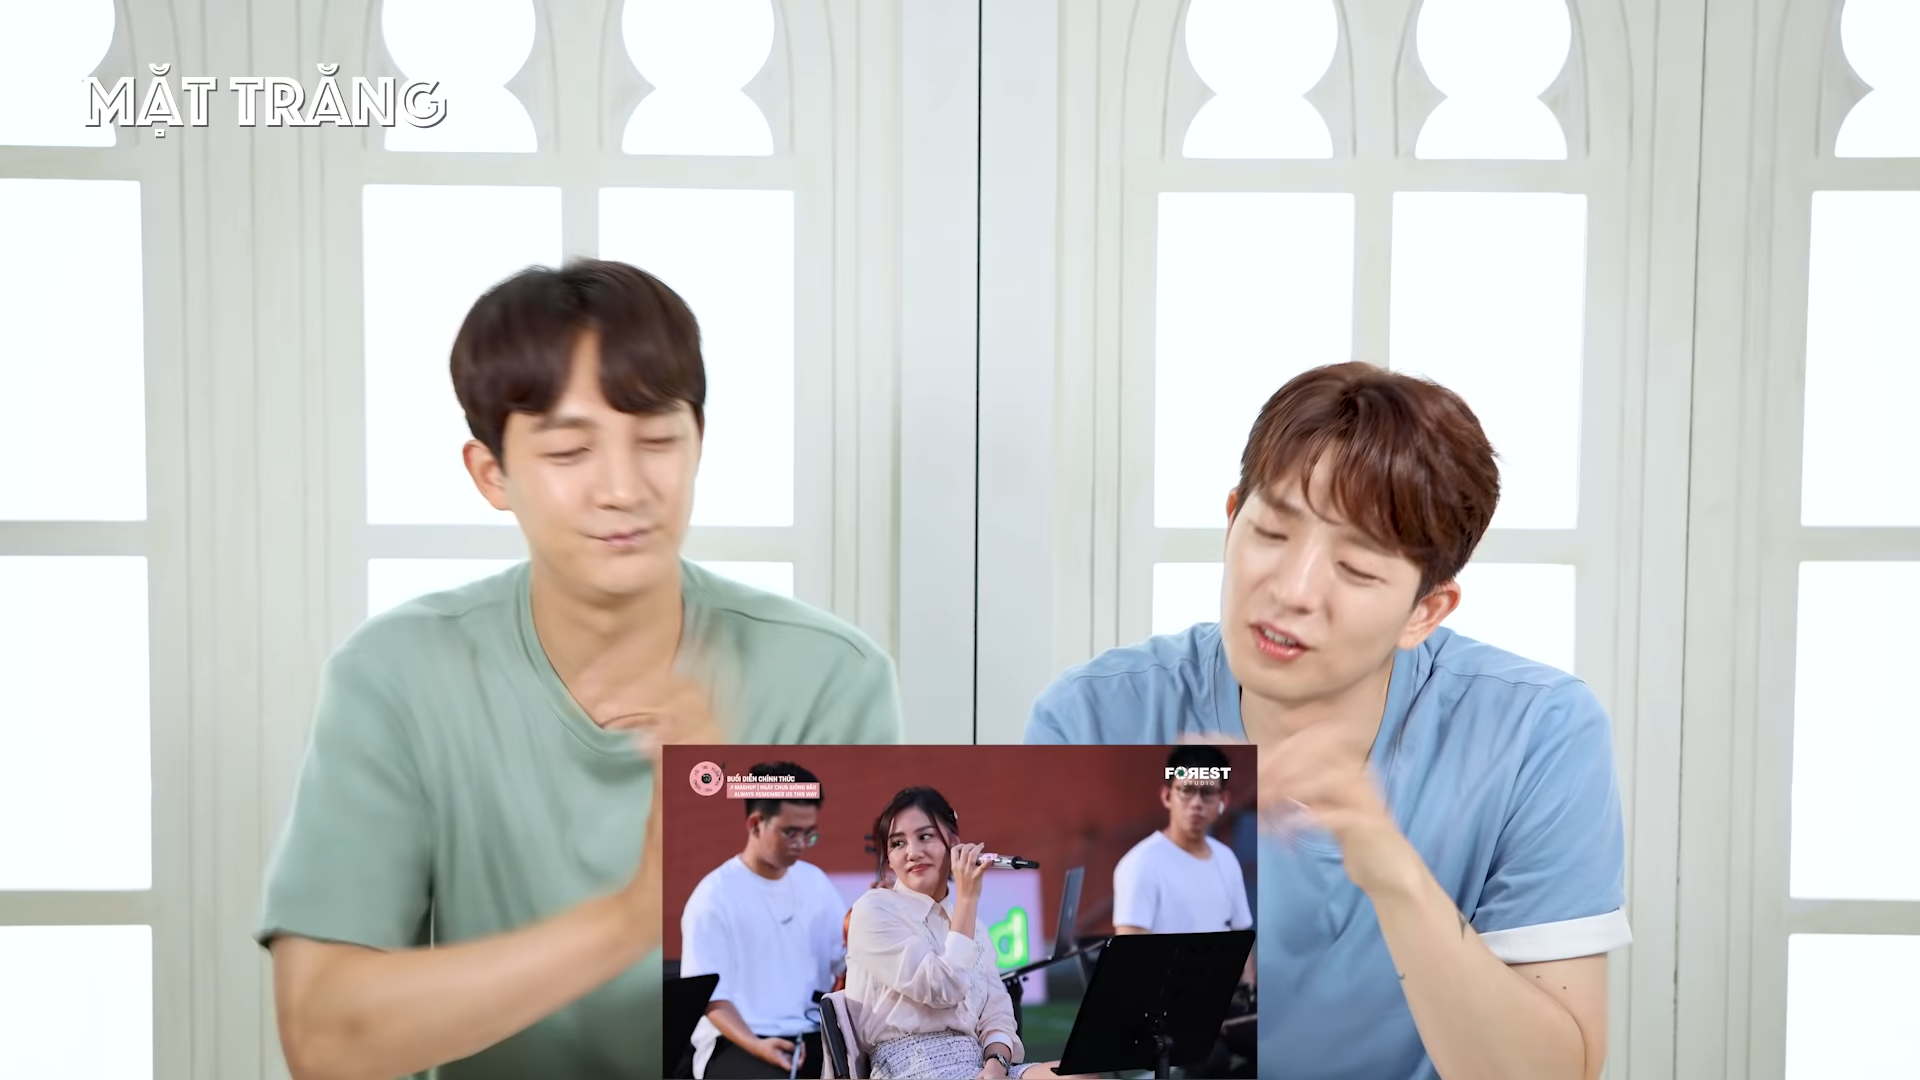 MẶT TRĂNG
BUỔI DIỄN CHÍNH THỨC
MASHUP | NGÀY CHƯA GIÔNG BÃO
ALWAYS REMEMBER US THIS WAY
FOREST
STUDIO
d